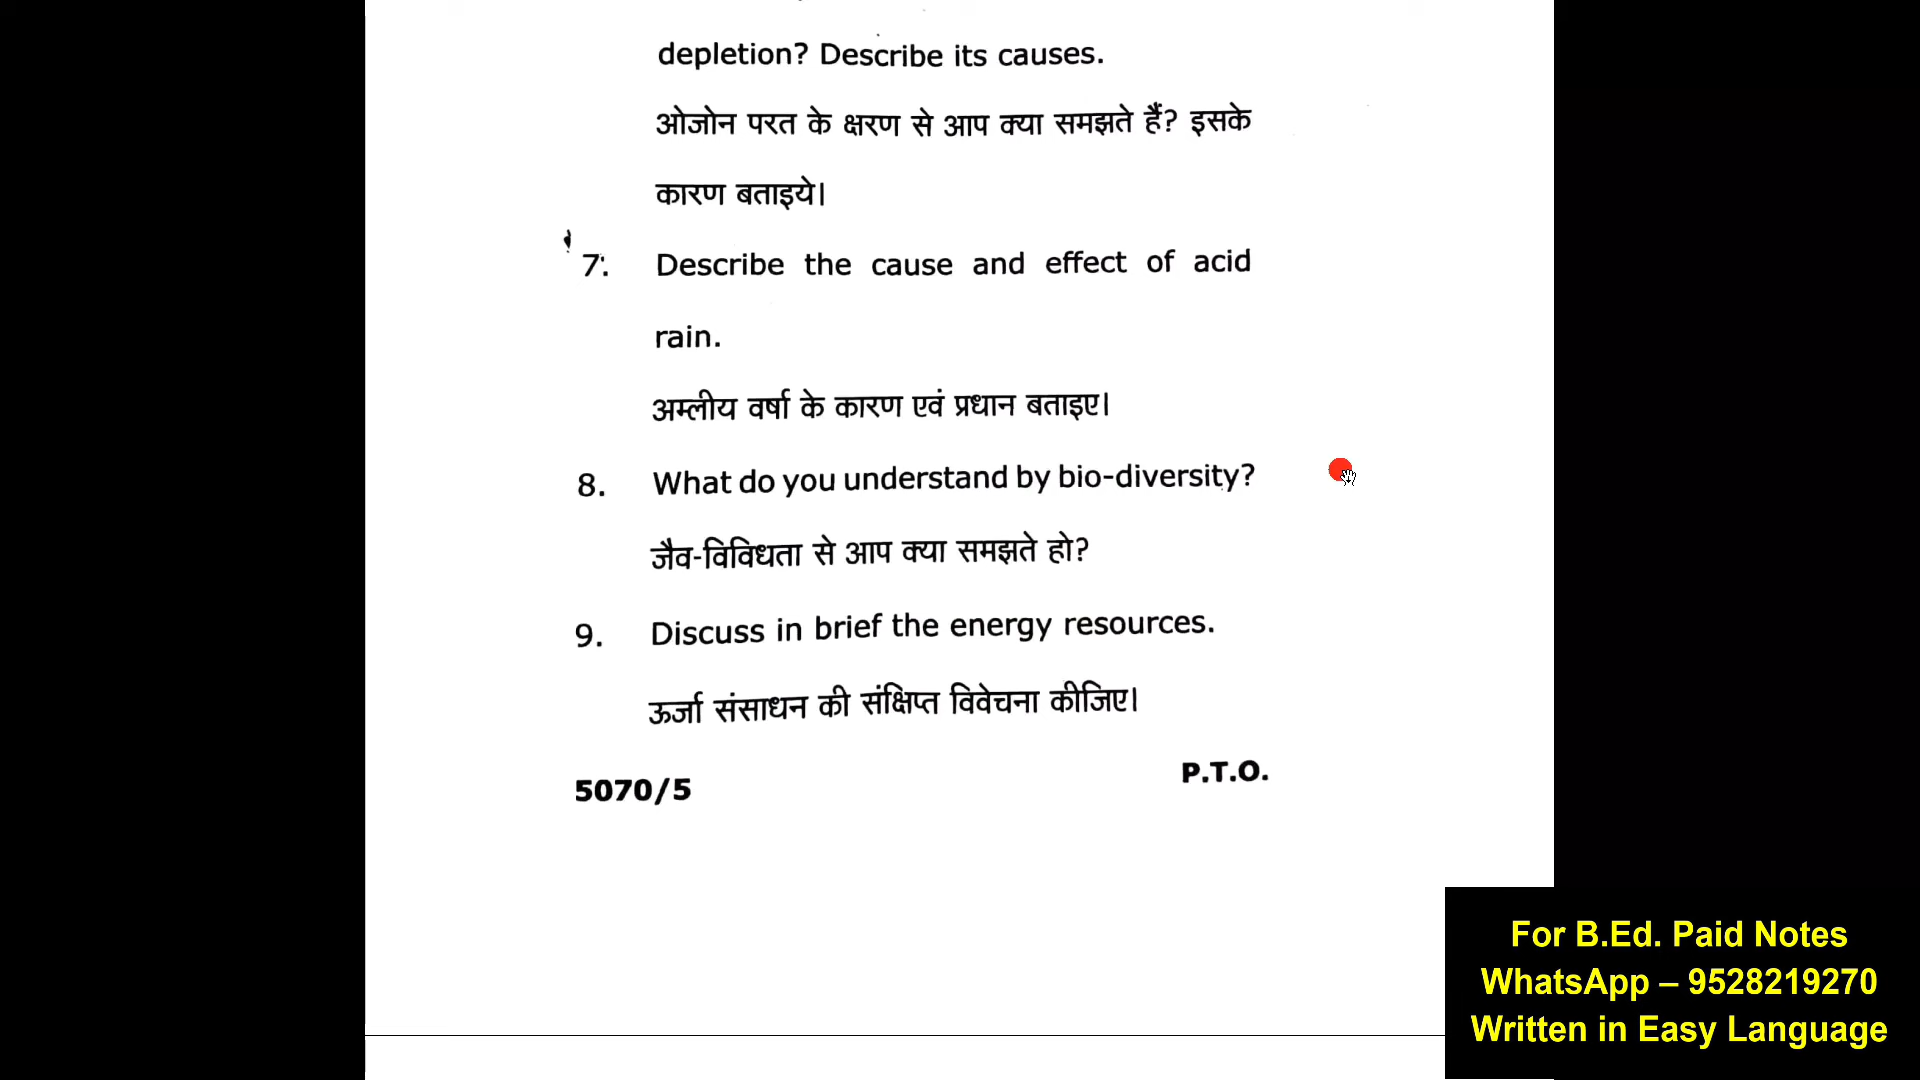 depletion? Describe its causes.
ओजोन परत के क्षरण से आप क्या समझते हैं? इसके
कारण बताइये।
7. Describe the cause and effect of acid
rain.
अम्लीय वर्षा के कारण एवं प्रधान बताइए।
8. What do you understand by bio-diversity?
जैव-विविधता से आप क्या समझते हो?
9. Discuss in brief the energy resources.
ऊर्जा संसाधन की संक्षिप्त विवेचना कीजिए।
5070/5 P.T.O.
For B.Ed. Paid Notes
WhatsApp – 9528219270
Written in Easy Language